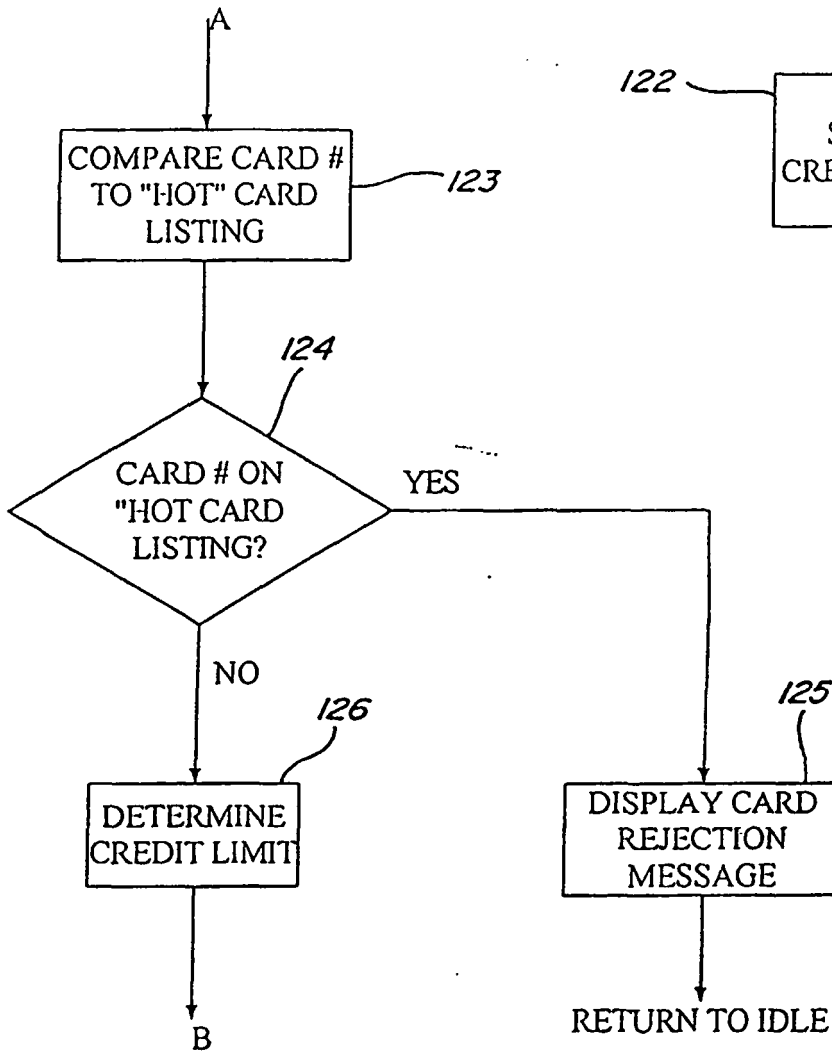 A
122
COMPARE CARD #
TO "HOT" CARD
LISTING
123
124
CARD # ON
"HOT CARD
LISTING?
YES
NO
126
DETERMINE
CREDIT LIMIT
125
DISPLAY CARD
REJECTION
MESSAGE
B
RETURN TO IDLE